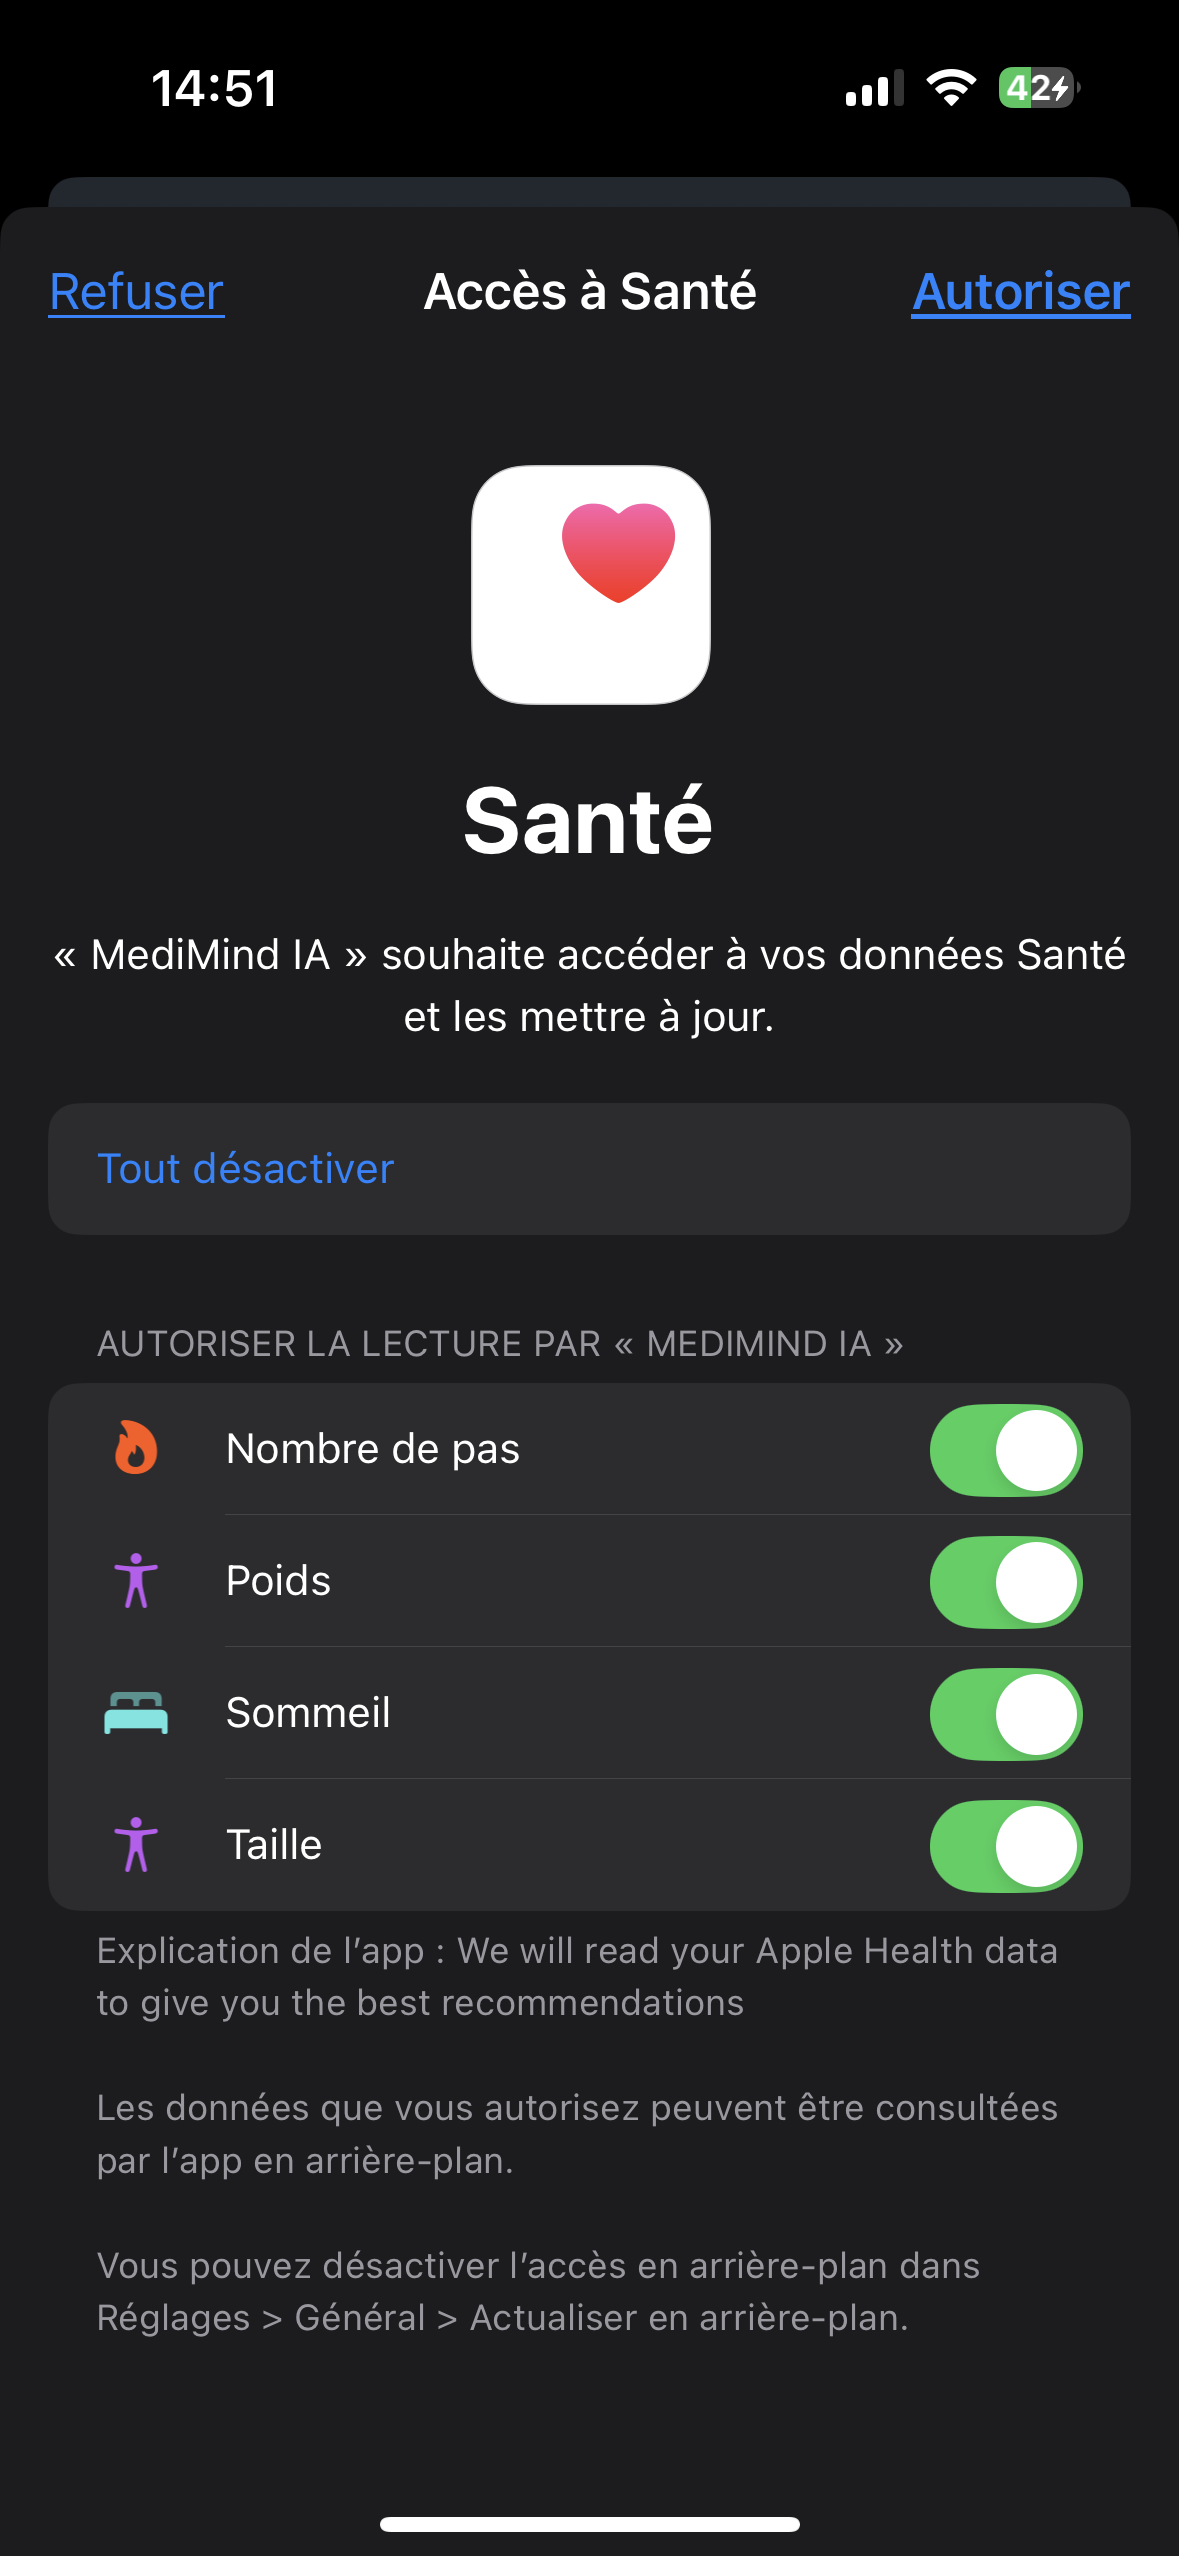 14:51
42
Refuser
Accès à Santé
Autoriser
Santé
« MediMind IA » souhaite accéder à vos données Santé
et les mettre à jour.
Tout désactiver
AUTORISER LA LECTURE PAR « MEDIMIND IA »
Nombre de pas
Poids
Sommeil
Taille
Explication de l’app : We will read your Apple Health data
to give you the best recommendations
Les données que vous autorisez peuvent être consultées
par l’app en arrière-plan.
Vous pouvez désactiver l’accès en arrière-plan dans
Réglages > Général > Actualiser en arrière-plan.